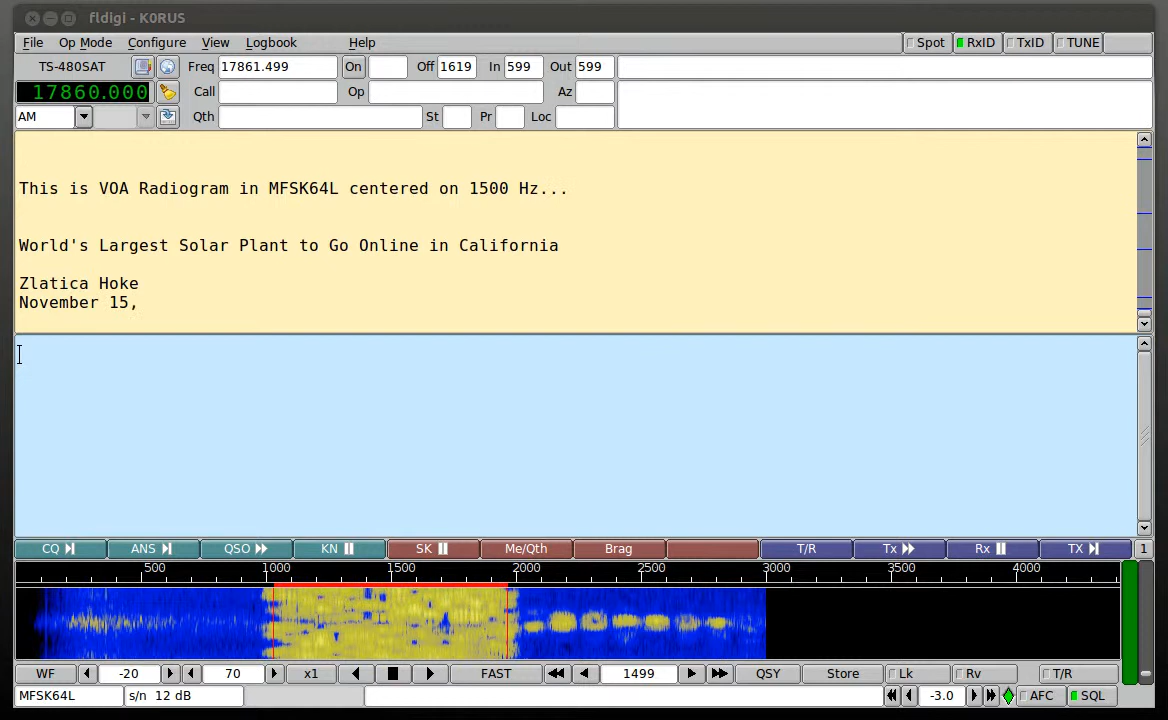 fldigi - K0RUS
File Op Mode Configure View Logbook Help Spot RxID TxID TUNE
TS-480SAT Freq 17861.499 On Off 1619 In 599 Out 599
17860.000 Call Op Az
AM Qth St Pr Loc
This is VOA Radiogram in MFSK64L centered on 1500 Hz...
World's Largest Solar Plant to Go Online in California
Zlatica Hoke
November 15,
CQ ANS QSO KN SK Me/Qth Brag T/R Tx Rx TX 1
500 1000 1500 2000 2500 3000 3500 4000
WF -20 70 x1 FAST 1499 QSY Store Lk Rv T/R
MFSK64L s/n 12 dB -3.0 AFC SQL